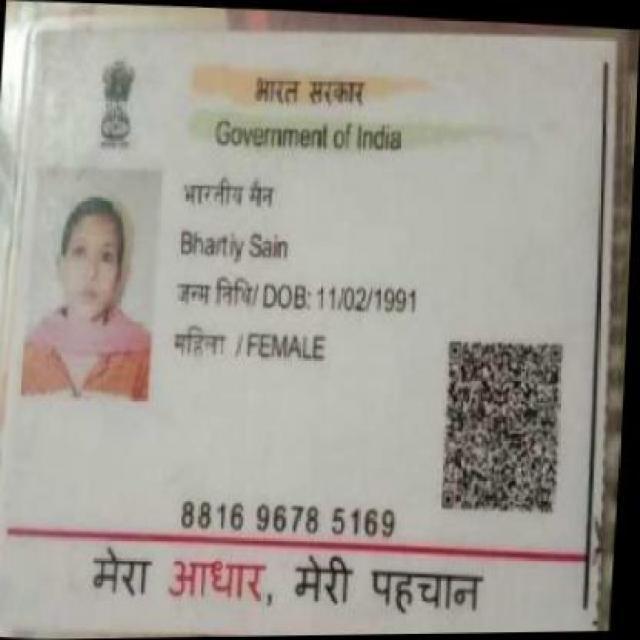 भारत सरकार
Government of India
भारतीय सैन
Bhartiy Sain
जन्म तिथि/ DOB: 11/02/1991
महिला / FEMALE
8816 9678 5169
मेरा आधार, मेरी पहचान